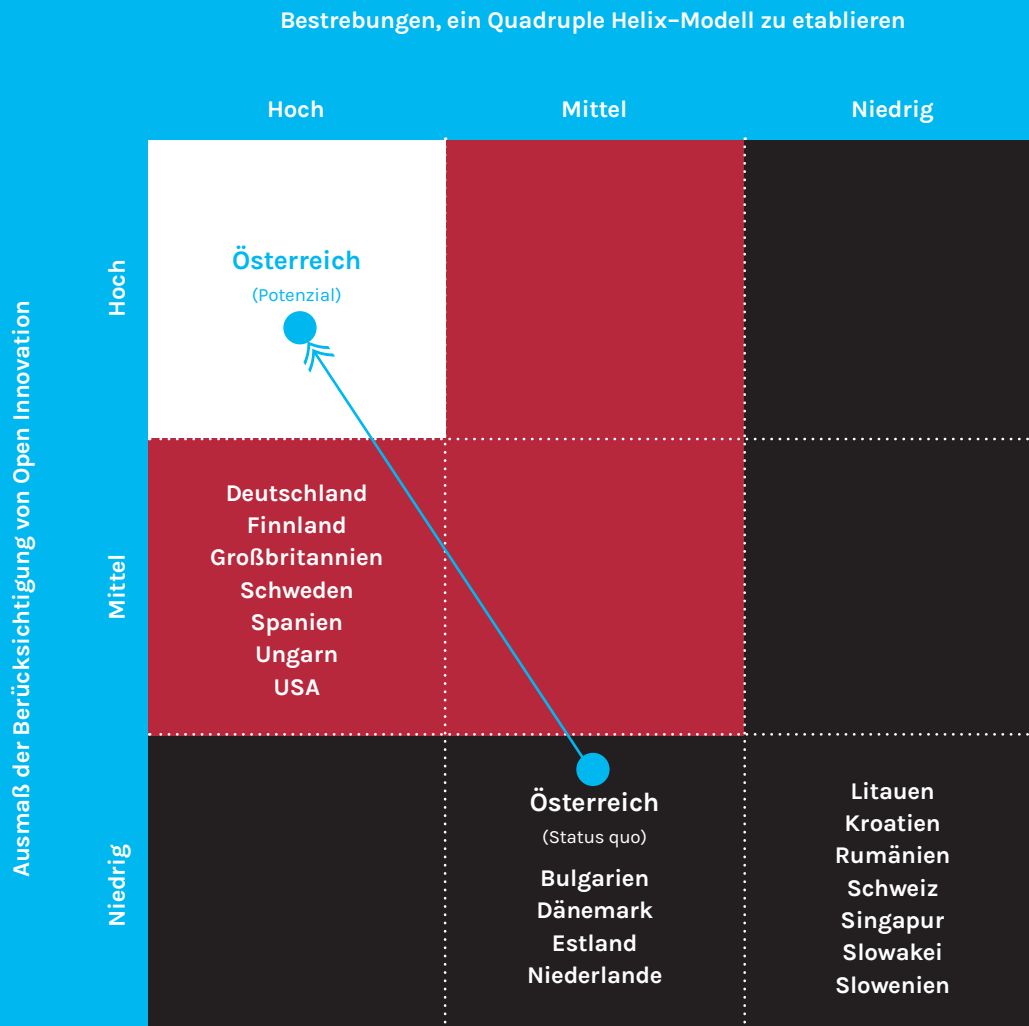 Bestrebungen, ein Quadruple Helix–Modell zu etablieren
Hoch
Mittel
Niedrig
Ausmaß der Berücksichtigung von Open Innovation
Hoch
Österreich
(Potenzial)
Mittel
Deutschland
Finnland
Großbritannien
Schweden
Spanien
Ungarn
USA
Niedrig
Österreich
(Status quo)
Bulgarien
Dänemark
Estland
Niederlande
Litauen
Kroatien
Rumänien
Schweiz
Singapur
Slowakei
Slowenien